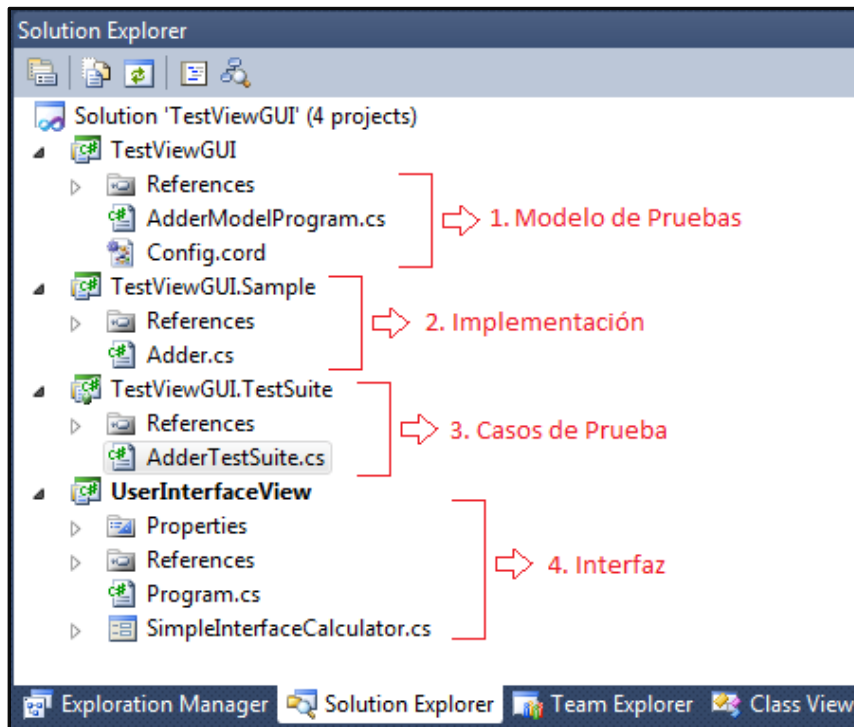 Solution Explorer
Solution 'TestViewGUI' (4 projects)
TestViewGUI
References
AdderModelProgram.cs
1. Modelo de Pruebas
Config.cord
TestViewGUI.Sample
References
2. Implementación
Adder.cs
TestViewGUI.TestSuite
References
3. Casos de Prueba
AdderTestSuite.cs
UserInterfaceView
Properties
References
4. Interfaz
Program.cs
SimpleInterfaceCalculator.cs
Exploration Manager Solution Explorer Team Explorer Class View